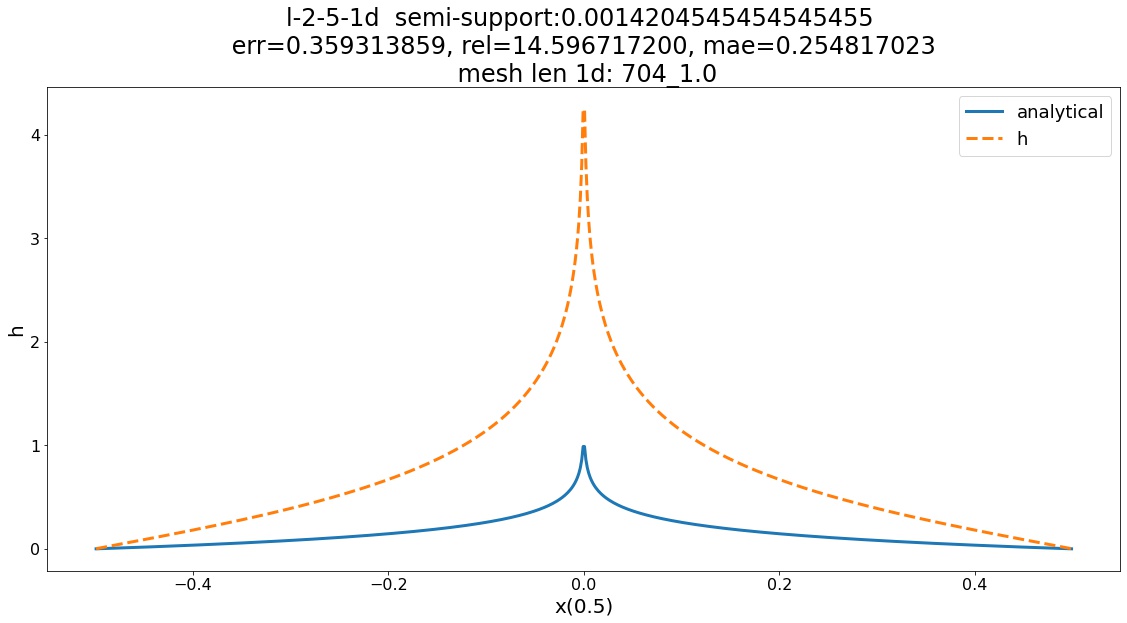 l-2-5-1d  semi-support:0.0014204545454545455
err=0.359313859, rel=14.596717200, mae=0.254817023
mesh len 1d: 704_1.0
analytical
h
h
4
3
2
1
0
−0.4
−0.2
0.0
0.2
0.4
x(0.5)